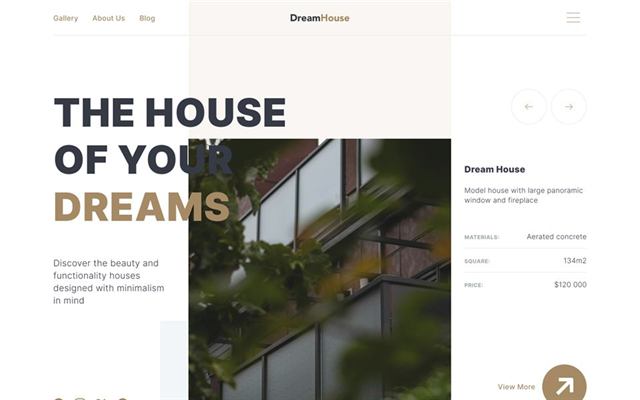 Gallery
About Us
Blog
DreamHouse
THE HOUSE
OF YOUR
DREAMS
Discover the beauty and
functionality houses
designed with minimalism
in mind
Dream House
Model house with large panoramic
window and fireplace
MATERIALS: Aerated concrete
SQUARE: 134m2
PRICE: $120 000
View More